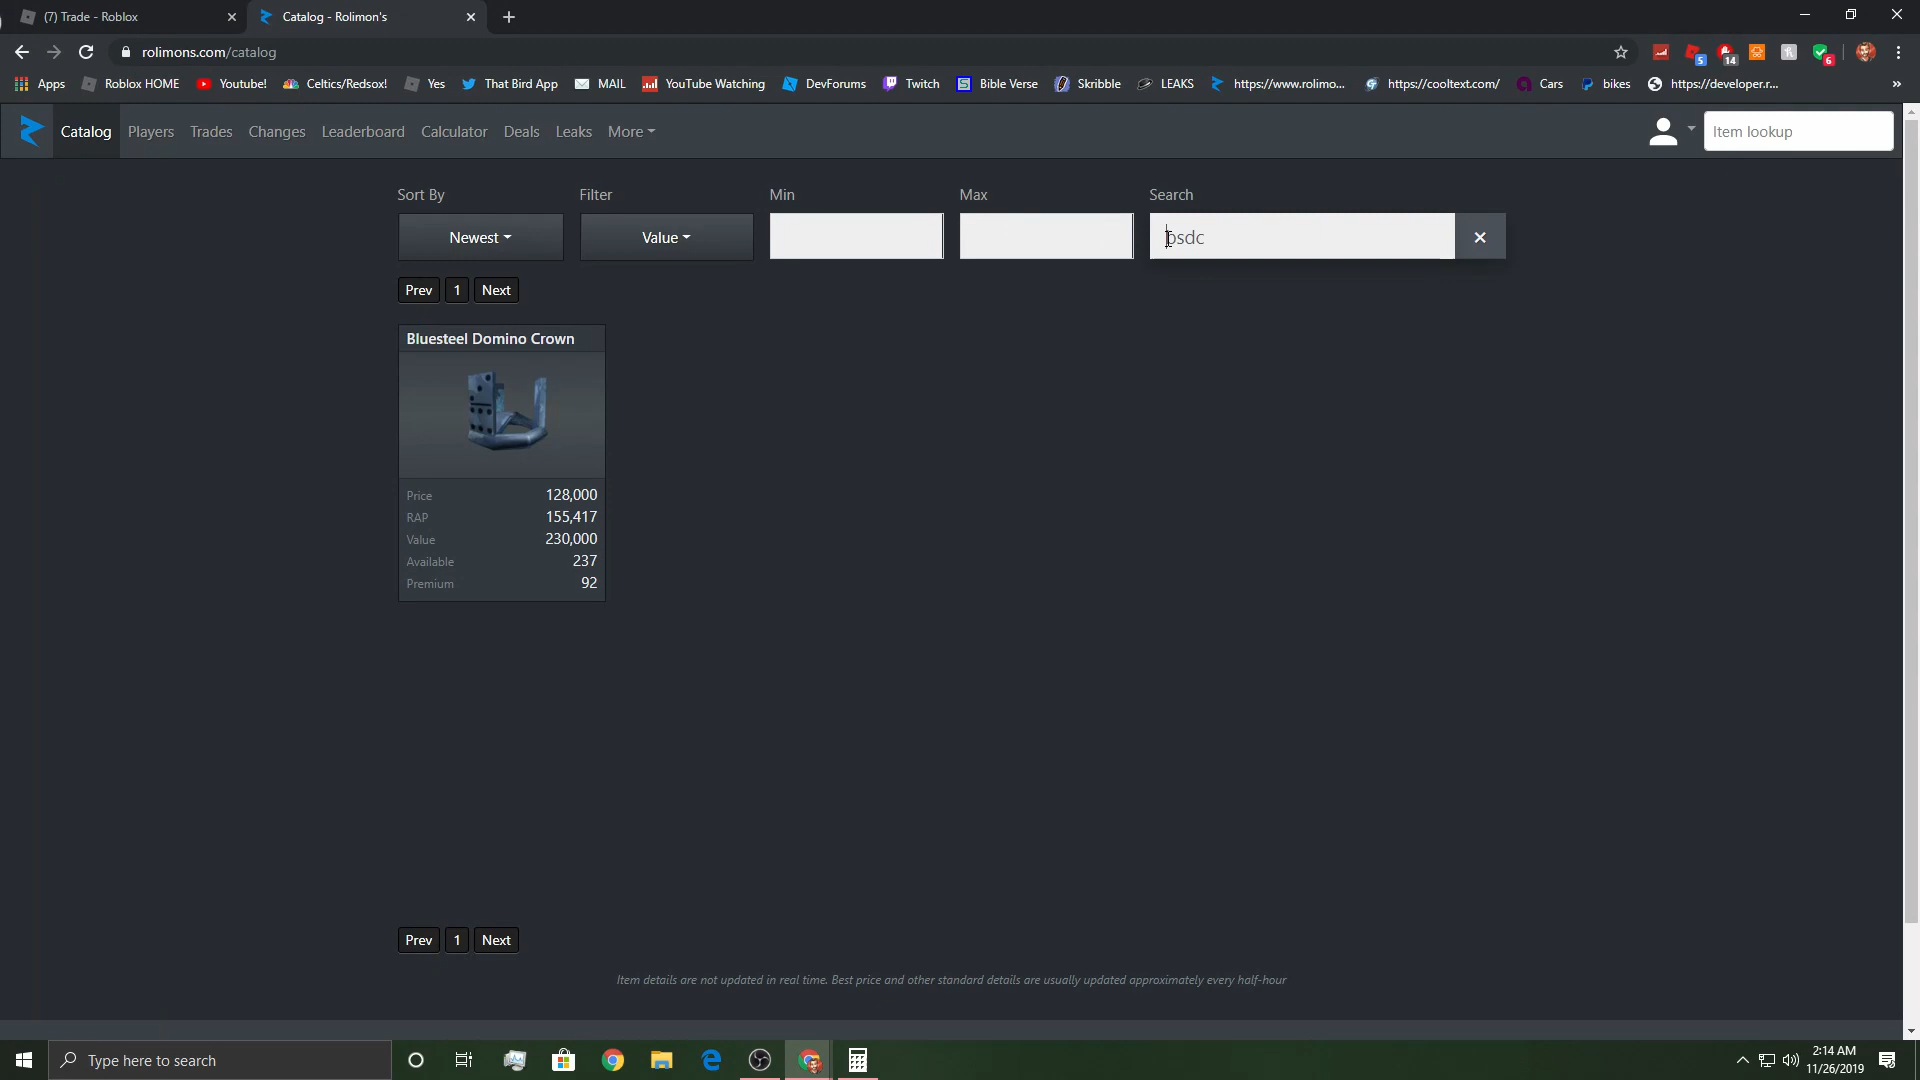 (7) Trade - Roblox
Catalog - Rolimon's
rolimons.com/catalog
5
14
6
Apps
Roblox HOME
Youtube!
Celtics/Redsox!
Yes
That Bird App
MAIL
YouTube Watching
DevForums
Twitch
Bible Verse
Skribble
LEAKS
https://www.rolimo...
https://cooltext.com/
Cars
bikes
https://developer.r...
Catalog
Players
Trades
Changes
Leaderboard
Calculator
Deals
Leaks
More
Item lookup
Sort By
Filter
Min
Max
Search
Newest
Value
bsdc
Prev 1 Next
Bluesteel Domino Crown
Price 128,000
RAP 155,417
Value 230,000
Available 237
Premium 92
Prev 1 Next
Item details are not updated in real time. Best price and other standard details are usually updated approximately every half-hour
Type here to search
2:14 AM
11/26/2019